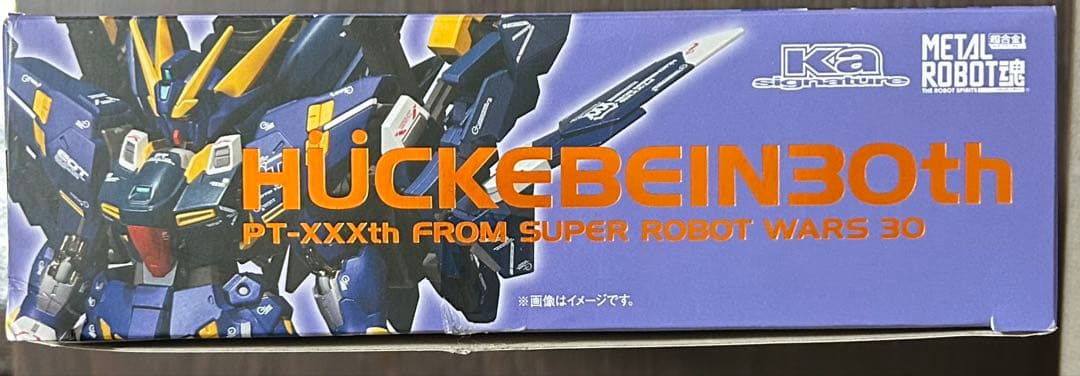 Ka
signature
METAL 超合金
ROBOT魂
THE ROBOT SPIRITS
HÜCKEBEIN30th
PT-XXXth FROM SUPER ROBOT WARS 30
※画像はイメージです。